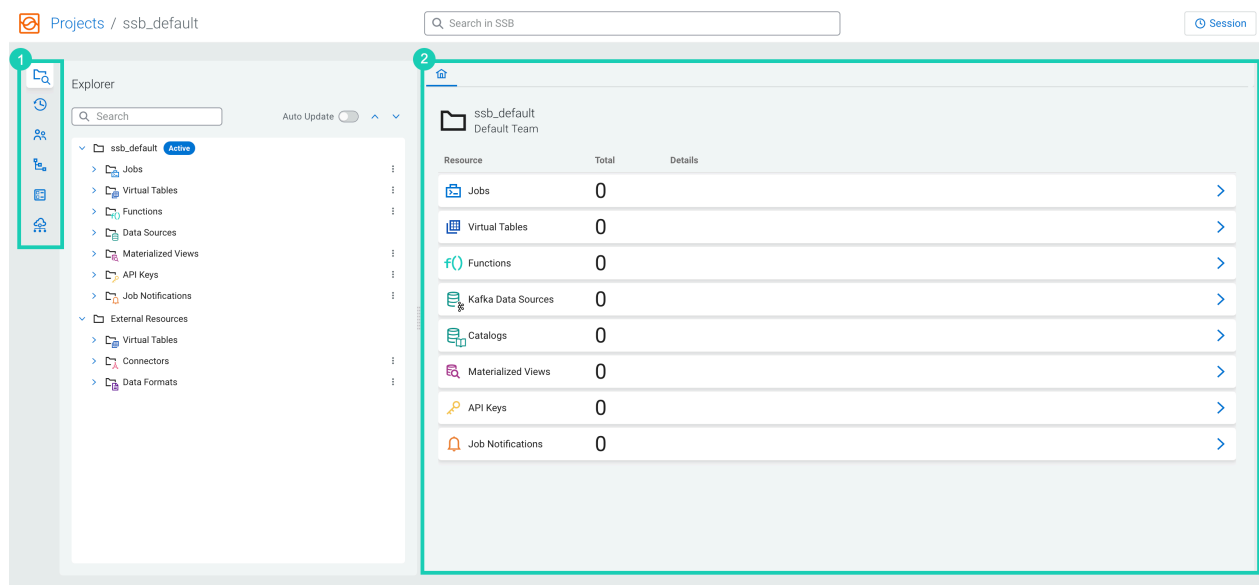 Projects / ssb_default
Search in SSB
Session
1
2
Explorer
Search
Auto Update
ssb_default Active
Jobs
Virtual Tables
Functions
Data Sources
Materialized Views
API Keys
Job Notifications
External Resources
Virtual Tables
Connectors
Data Formats
ssb_default
Default Team
Resource Total Details
Jobs 0
Virtual Tables 0
f() Functions 0
Kafka Data Sources 0
Catalogs 0
Materialized Views 0
API Keys 0
Job Notifications 0